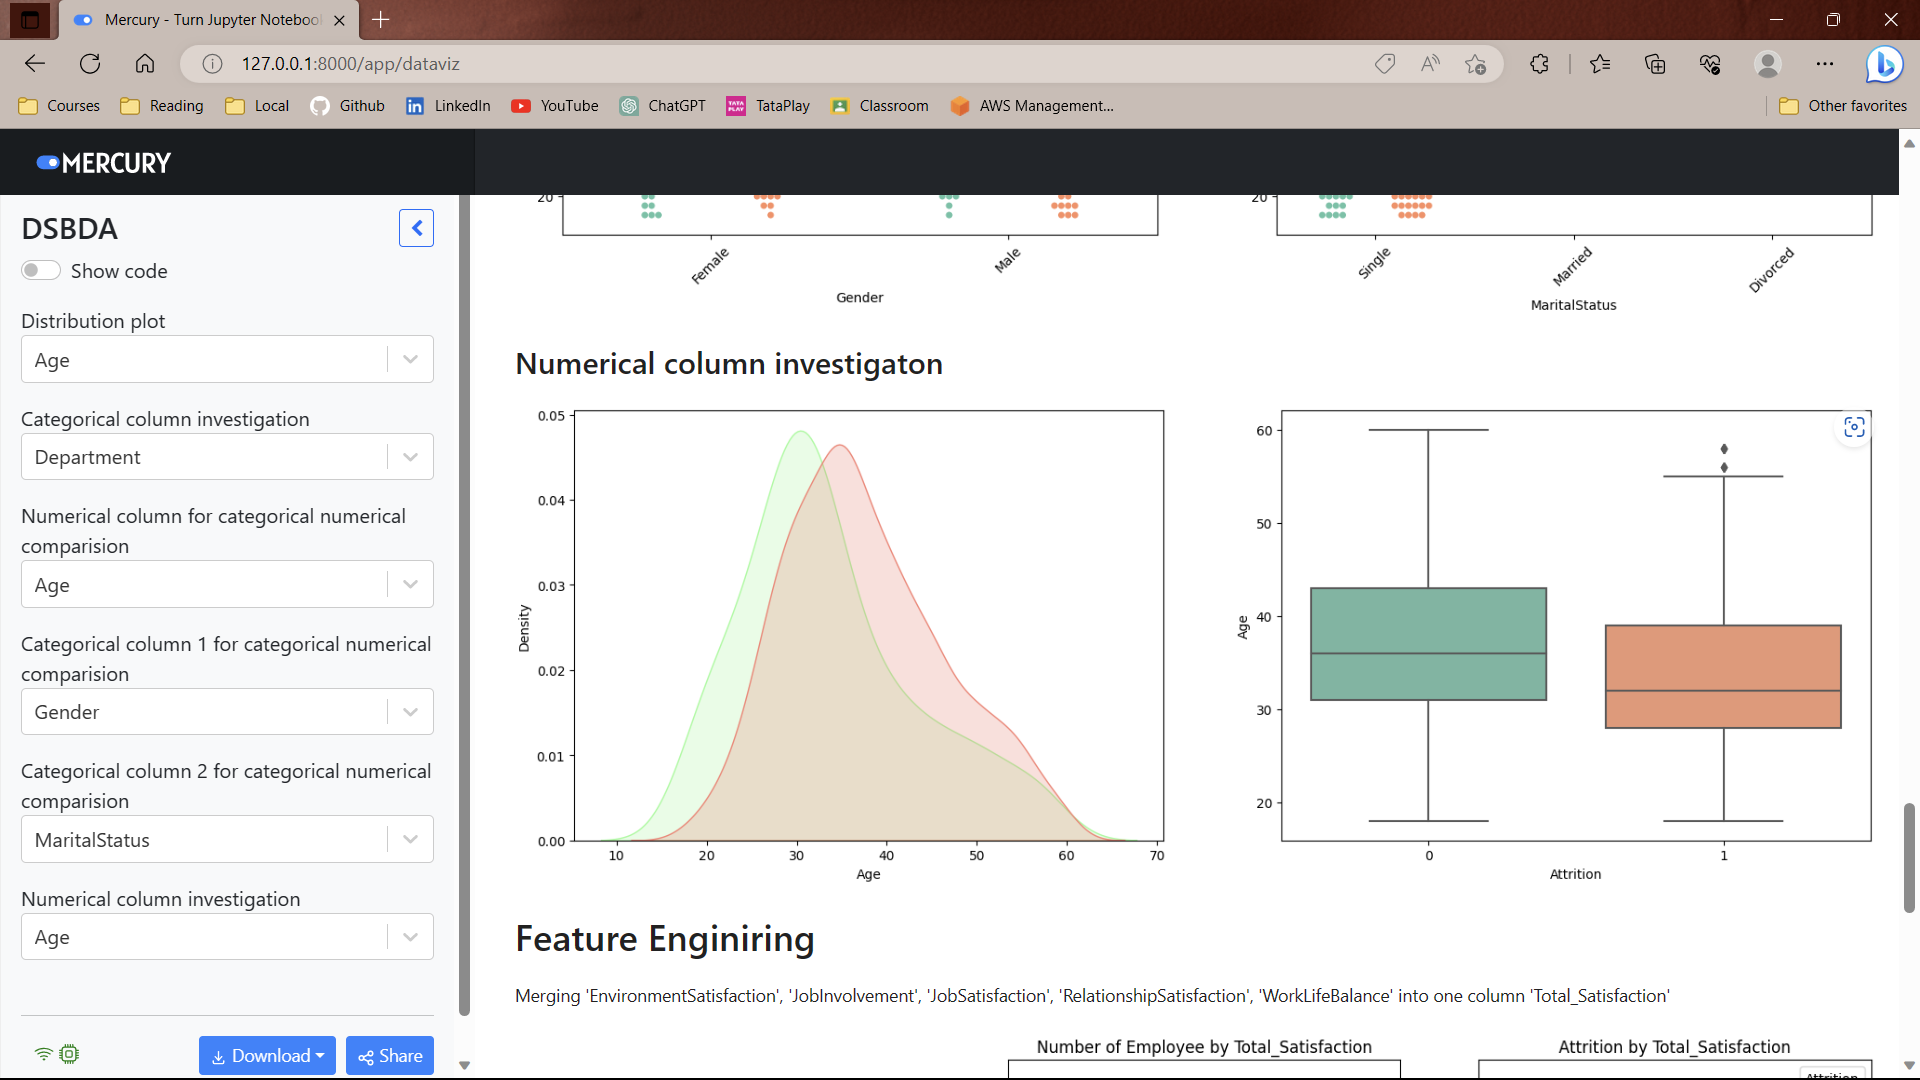 Mercury - Turn Jupyter Noteboo
127.0.0.1:8000/app/dataviz
Courses
Reading
Local
Github
LinkedIn
YouTube
ChatGPT
TATA PLAY
TataPlay
Classroom
AWS Management...
Other favorites
MERCURY
DSBDA
Show code
Distribution plot
Age
Categorical column investigation
Department
Numerical column for categorical numerical
comparision
Age
Categorical column 1 for categorical numerical
comparision
Gender
Categorical column 2 for categorical numerical
comparision
MaritalStatus
Numerical column investigation
Age
Download
Share
20
Female
Male
Gender
20
Single
Married
Divorced
MaritalStatus
Numerical column investigaton
0.05
0.04
0.03
0.02
0.01
0.00
Density
10 20 30 40 50 60 70
Age
60
50
40
30
20
Age
0 1
Attrition
Feature Enginiring
Merging 'EnvironmentSatisfaction', 'JobInvolvement', 'JobSatisfaction', 'RelationshipSatisfaction', 'WorkLifeBalance' into one column 'Total_Satisfaction'
Number of Employee by Total_Satisfaction
Attrition by Total_Satisfaction
Attrition